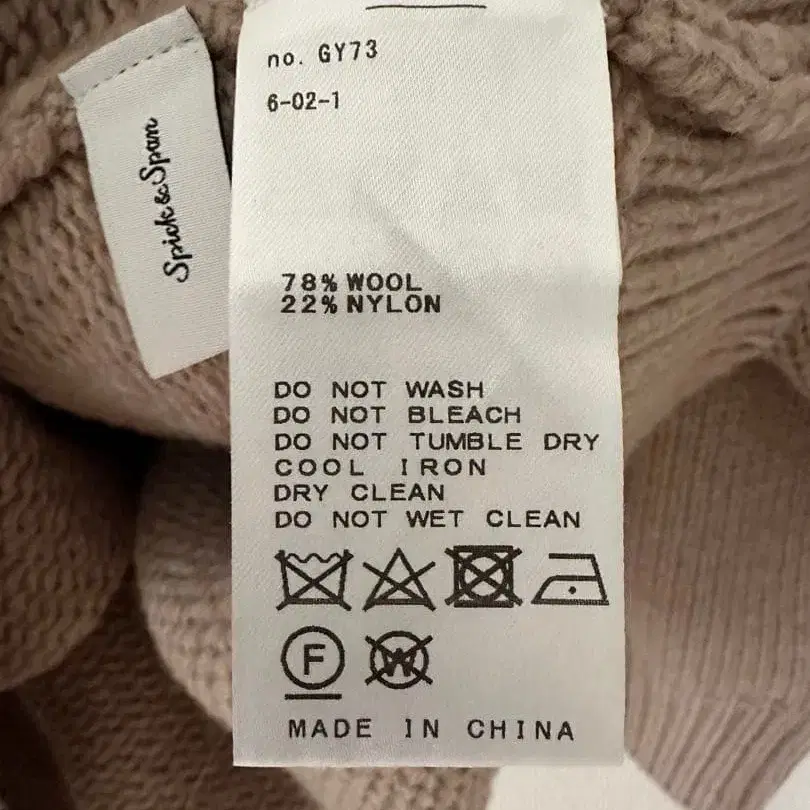 Spick & Span
no. GY73
6-02-1
78% WOOL
22% NYLON
DO NOT WASH
DO NOT BLEACH
DO NOT TUMBLE DRY
COOL IRON
DRY CLEAN
DO NOT WET CLEAN
F W
MADE IN CHINA